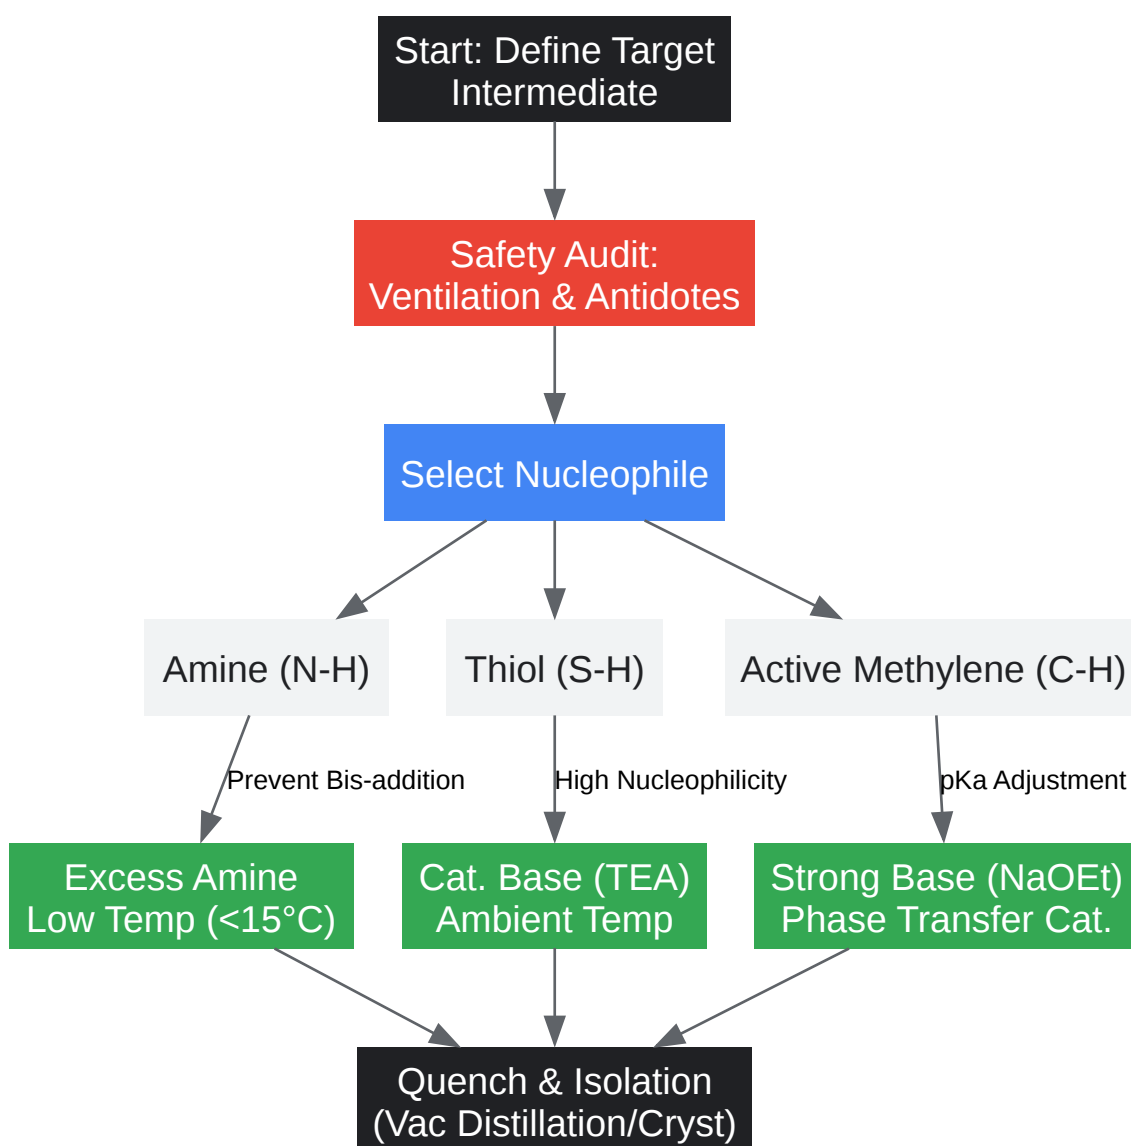 Start: Define Target
Intermediate
Safety Audit:
Ventilation & Antidotes
Select Nucleophile
Amine (N-H)
Thiol (S-H)
Active Methylene (C-H)
Prevent Bis-addition
High Nucleophilicity
pKa Adjustment
Excess Amine
Low Temp (<15°C)
Cat. Base (TEA)
Ambient Temp
Strong Base (NaOEt)
Phase Transfer Cat.
Quench & Isolation
(Vac Distillation/Cryst)